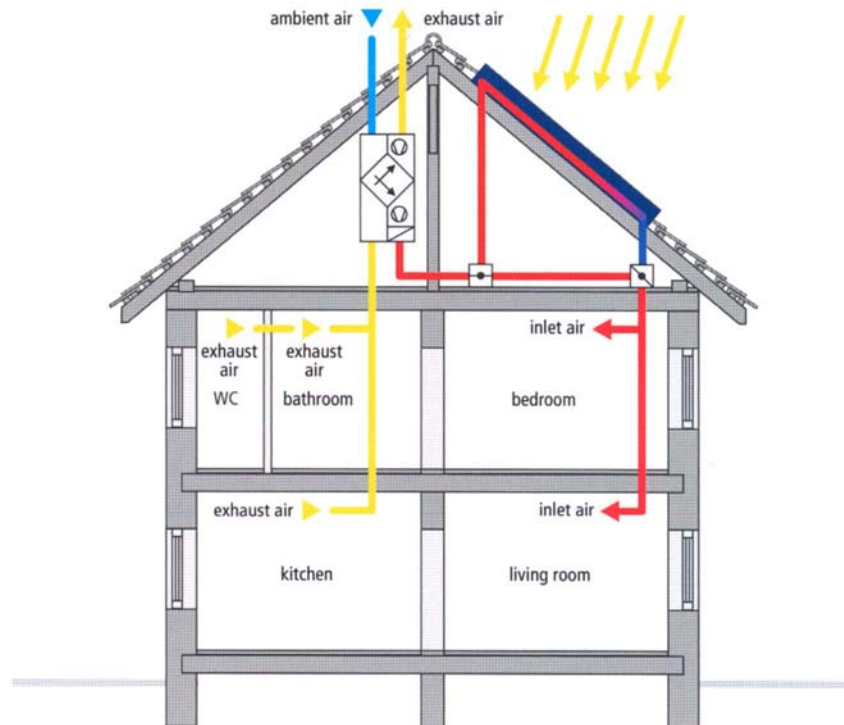 ambient air
exhaust air
exhaust
air
exhaust
air
inlet air
WC
bathroom
bedroom
exhaust air
inlet air
kitchen
living room